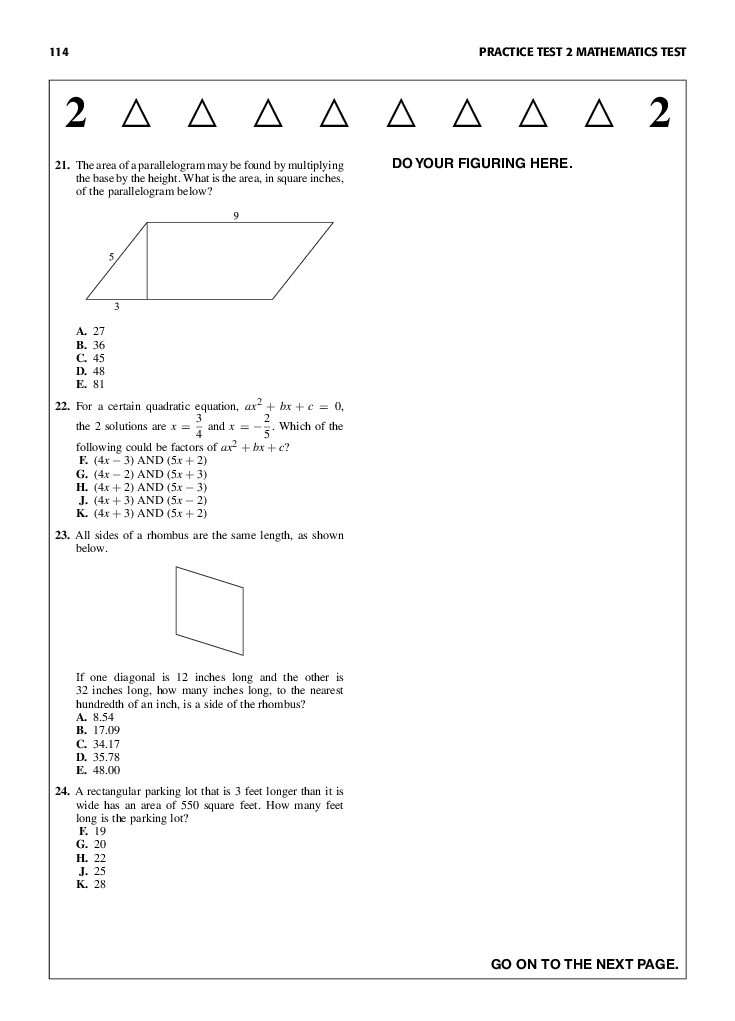 114
PRACTICE TEST 2 MATHEMATICS TEST
2 △ △ △ △ △ △ △ △ 2
21. The area of a parallelogram may be found by multiplying
the base by the height. What is the area, in square inches,
of the parallelogram below?
9
5
3
A. 27
B. 36
C. 45
D. 48
E. 81
22. For a certain quadratic equation, ax² + bx + c = 0,
the 2 solutions are x = 3/4 and x = −2/5. Which of the
following could be factors of ax² + bx + c?
F. (4x − 3) AND (5x + 2)
G. (4x − 2) AND (5x + 3)
H. (4x + 2) AND (5x − 3)
J. (4x + 3) AND (5x − 2)
K. (4x + 3) AND (5x + 2)
23. All sides of a rhombus are the same length, as shown
below.
If one diagonal is 12 inches long and the other is
32 inches long, how many inches long, to the nearest
hundredth of an inch, is a side of the rhombus?
A. 8.54
B. 17.09
C. 34.17
D. 35.78
E. 48.00
24. A rectangular parking lot that is 3 feet longer than it is
wide has an area of 550 square feet. How many feet
long is the parking lot?
F. 19
G. 20
H. 22
J. 25
K. 28
DO YOUR FIGURING HERE.
GO ON TO THE NEXT PAGE.